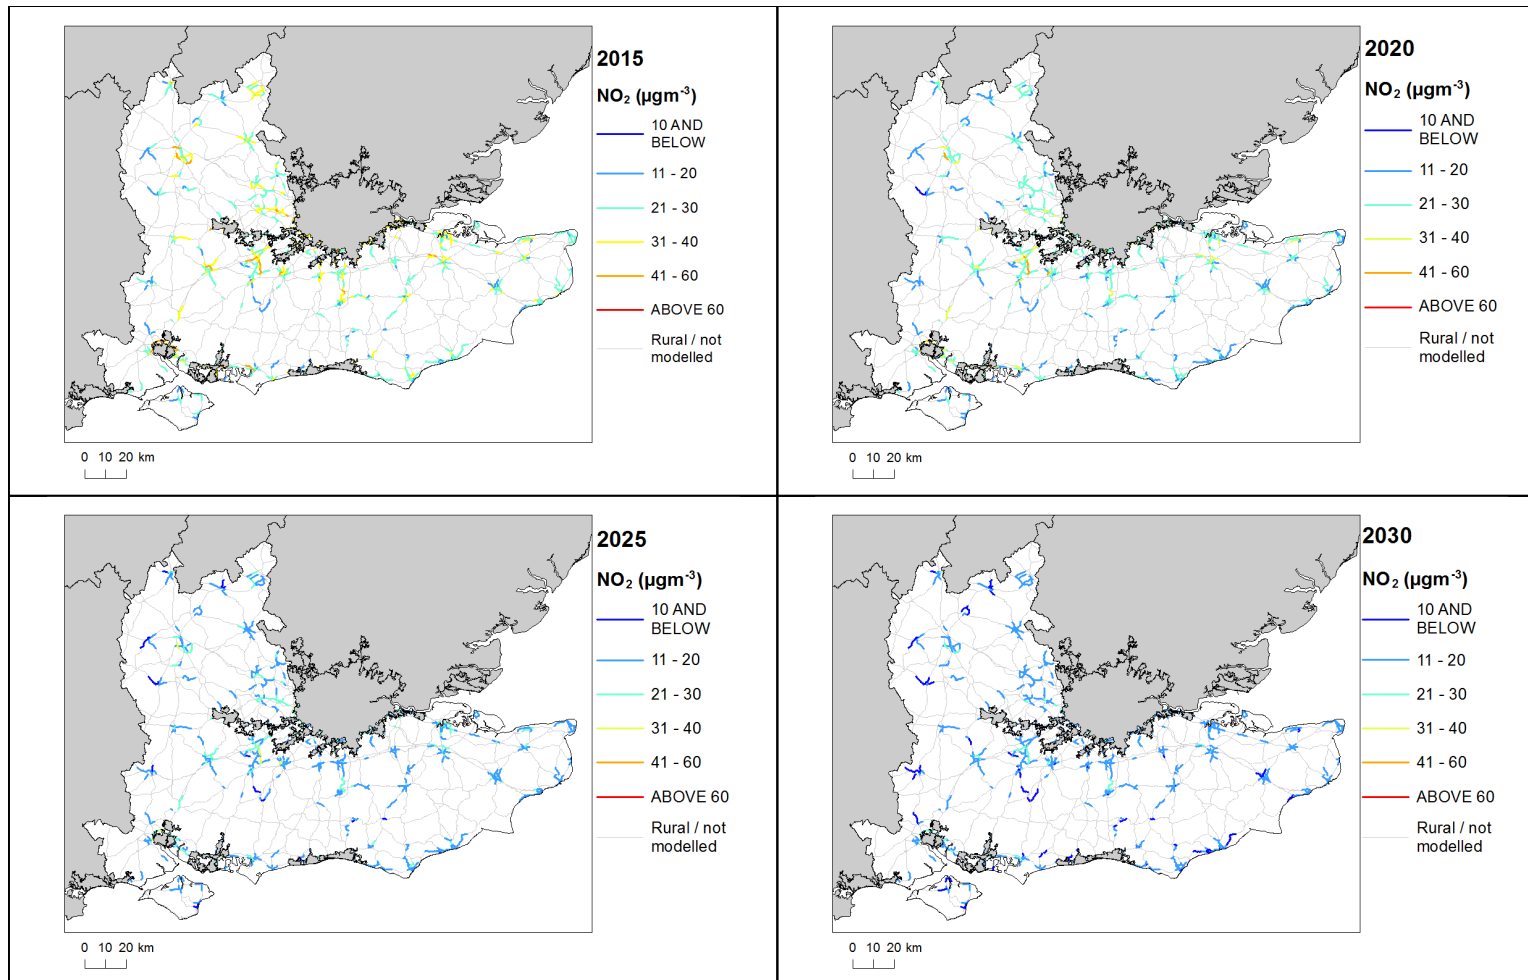 2015
NO₂ (µgm⁻³)
10 AND
BELOW
11 - 20
21 - 30
31 - 40
41 - 60
ABOVE 60
Rural / not
modelled
0 10 20 km
2020
NO₂ (µgm⁻³)
10 AND
BELOW
11 - 20
21 - 30
31 - 40
41 - 60
ABOVE 60
Rural / not
modelled
0 10 20 km
2025
NO₂ (µgm⁻³)
10 AND
BELOW
11 - 20
21 - 30
31 - 40
41 - 60
ABOVE 60
Rural / not
modelled
0 10 20 km
2030
NO₂ (µgm⁻³)
10 AND
BELOW
11 - 20
21 - 30
31 - 40
41 - 60
ABOVE 60
Rural / not
modelled
0 10 20 km